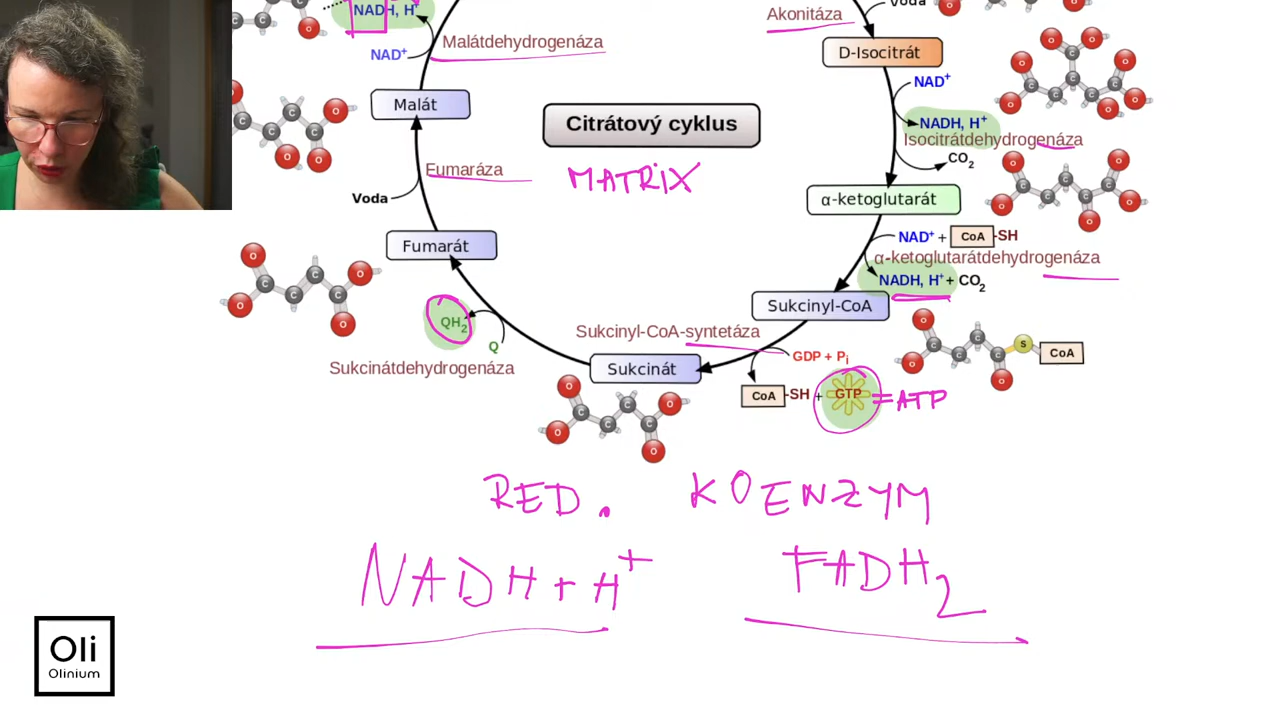 NADH, H+
Akonitáza
Voda
Malátdehydrogenáza
NAD+
D-Isocitrát
NAD+
Malát
Citrátový cyklus
NADH, H+
Isocitrátdehydrogenáza
CO2
Fumaráza
MATRIX
Voda
α-ketoglutarát
NAD+ + CoA-SH
Fumarát
α-ketoglutarátdehydrogenáza
NADH, H+ + CO2
Sukcinyl-CoA
QH2
Q
Sukcinyl-CoA-syntetáza
GDP + Pi
Sukcinátdehydrogenáza
Sukcinát
CoA-SH + GTP = ATP
S CoA
RED. KOENZYM
NADH + H+ FADH2
Oli
Olinium